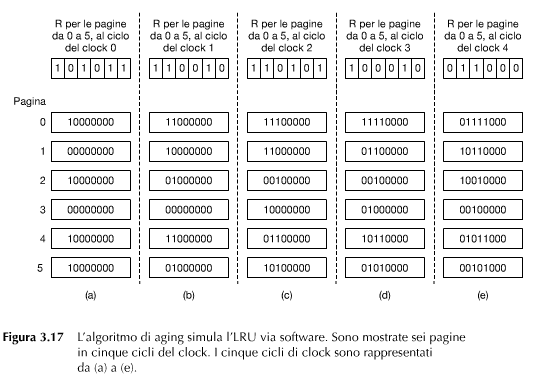 R per le pagine da 0 a 5, al ciclo del clock 0
R per le pagine da 0 a 5, al ciclo del clock 1
R per le pagine da 0 a 5, al ciclo del clock 2
R per le pagine da 0 a 5, al ciclo del clock 3
R per le pagine da 0 a 5, al ciclo del clock 4
1 0 1 0 1 1
1 1 0 0 1 0
1 1 0 1 0 1
1 0 0 0 1 0
0 1 1 0 0 0
Pagina
0 10000000 11000000 11100000 11110000 01111000
1 00000000 10000000 11000000 01100000 10110000
2 10000000 01000000 00100000 00100000 10010000
3 00000000 00000000 10000000 01000000 00100000
4 10000000 11000000 01100000 10110000 01011000
5 10000000 01000000 10100000 01010000 00101000
(a) (b) (c) (d) (e)
Figura 3.17 L'algoritmo di aging simula l'LRU via software. Sono mostrate sei pagine
in cinque cicli del clock. I cinque cicli di clock sono rappresentati
da (a) a (e).